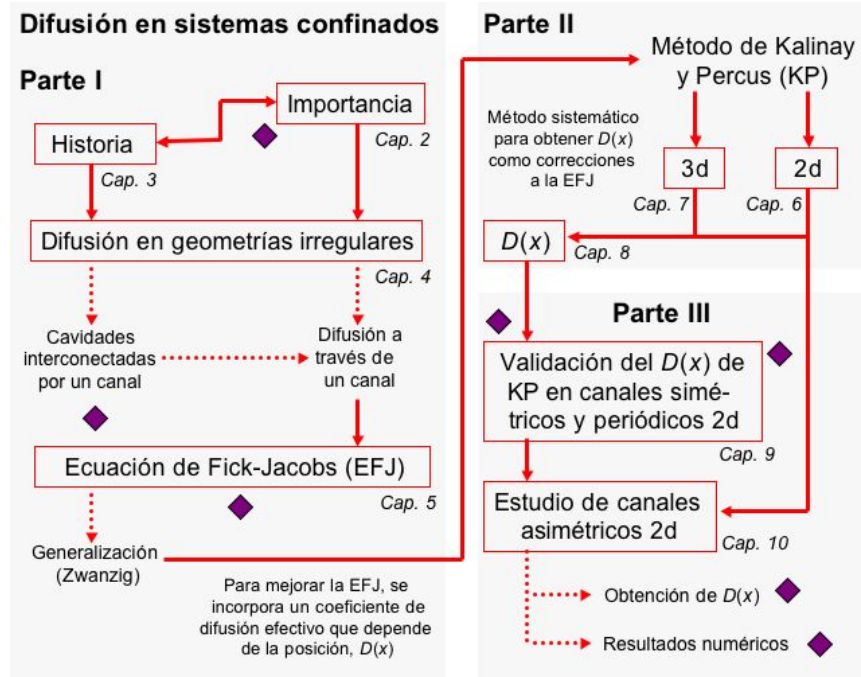 Difusión en sistemas confinados
Parte I
Importancia
Cap. 2
Historia
Cap. 3
Difusión en geometrías irregulares
Cap. 4
Cavidades
interconectadas
por un canal
Difusión a
través de
un canal
Ecuación de Fick-Jacobs (EFJ)
Cap. 5
Generalización
(Zwanzig)
Para mejorar la EFJ, se
incorpora un coeficiente de
difusión efectivo que depende
de la posición, D(x)
Parte II
Método de Kalinay
y Percus (KP)
Método sistemático
para obtener D(x)
como correcciones
a la EFJ
3d
Cap. 7
2d
Cap. 6
D(x)
Cap. 8
Parte III
Validación del D(x) de
KP en canales simé-
tricos y periódicos 2d
Cap. 9
Estudio de canales
asimétricos 2d
Cap. 10
Obtención de D(x)
Resultados numéricos